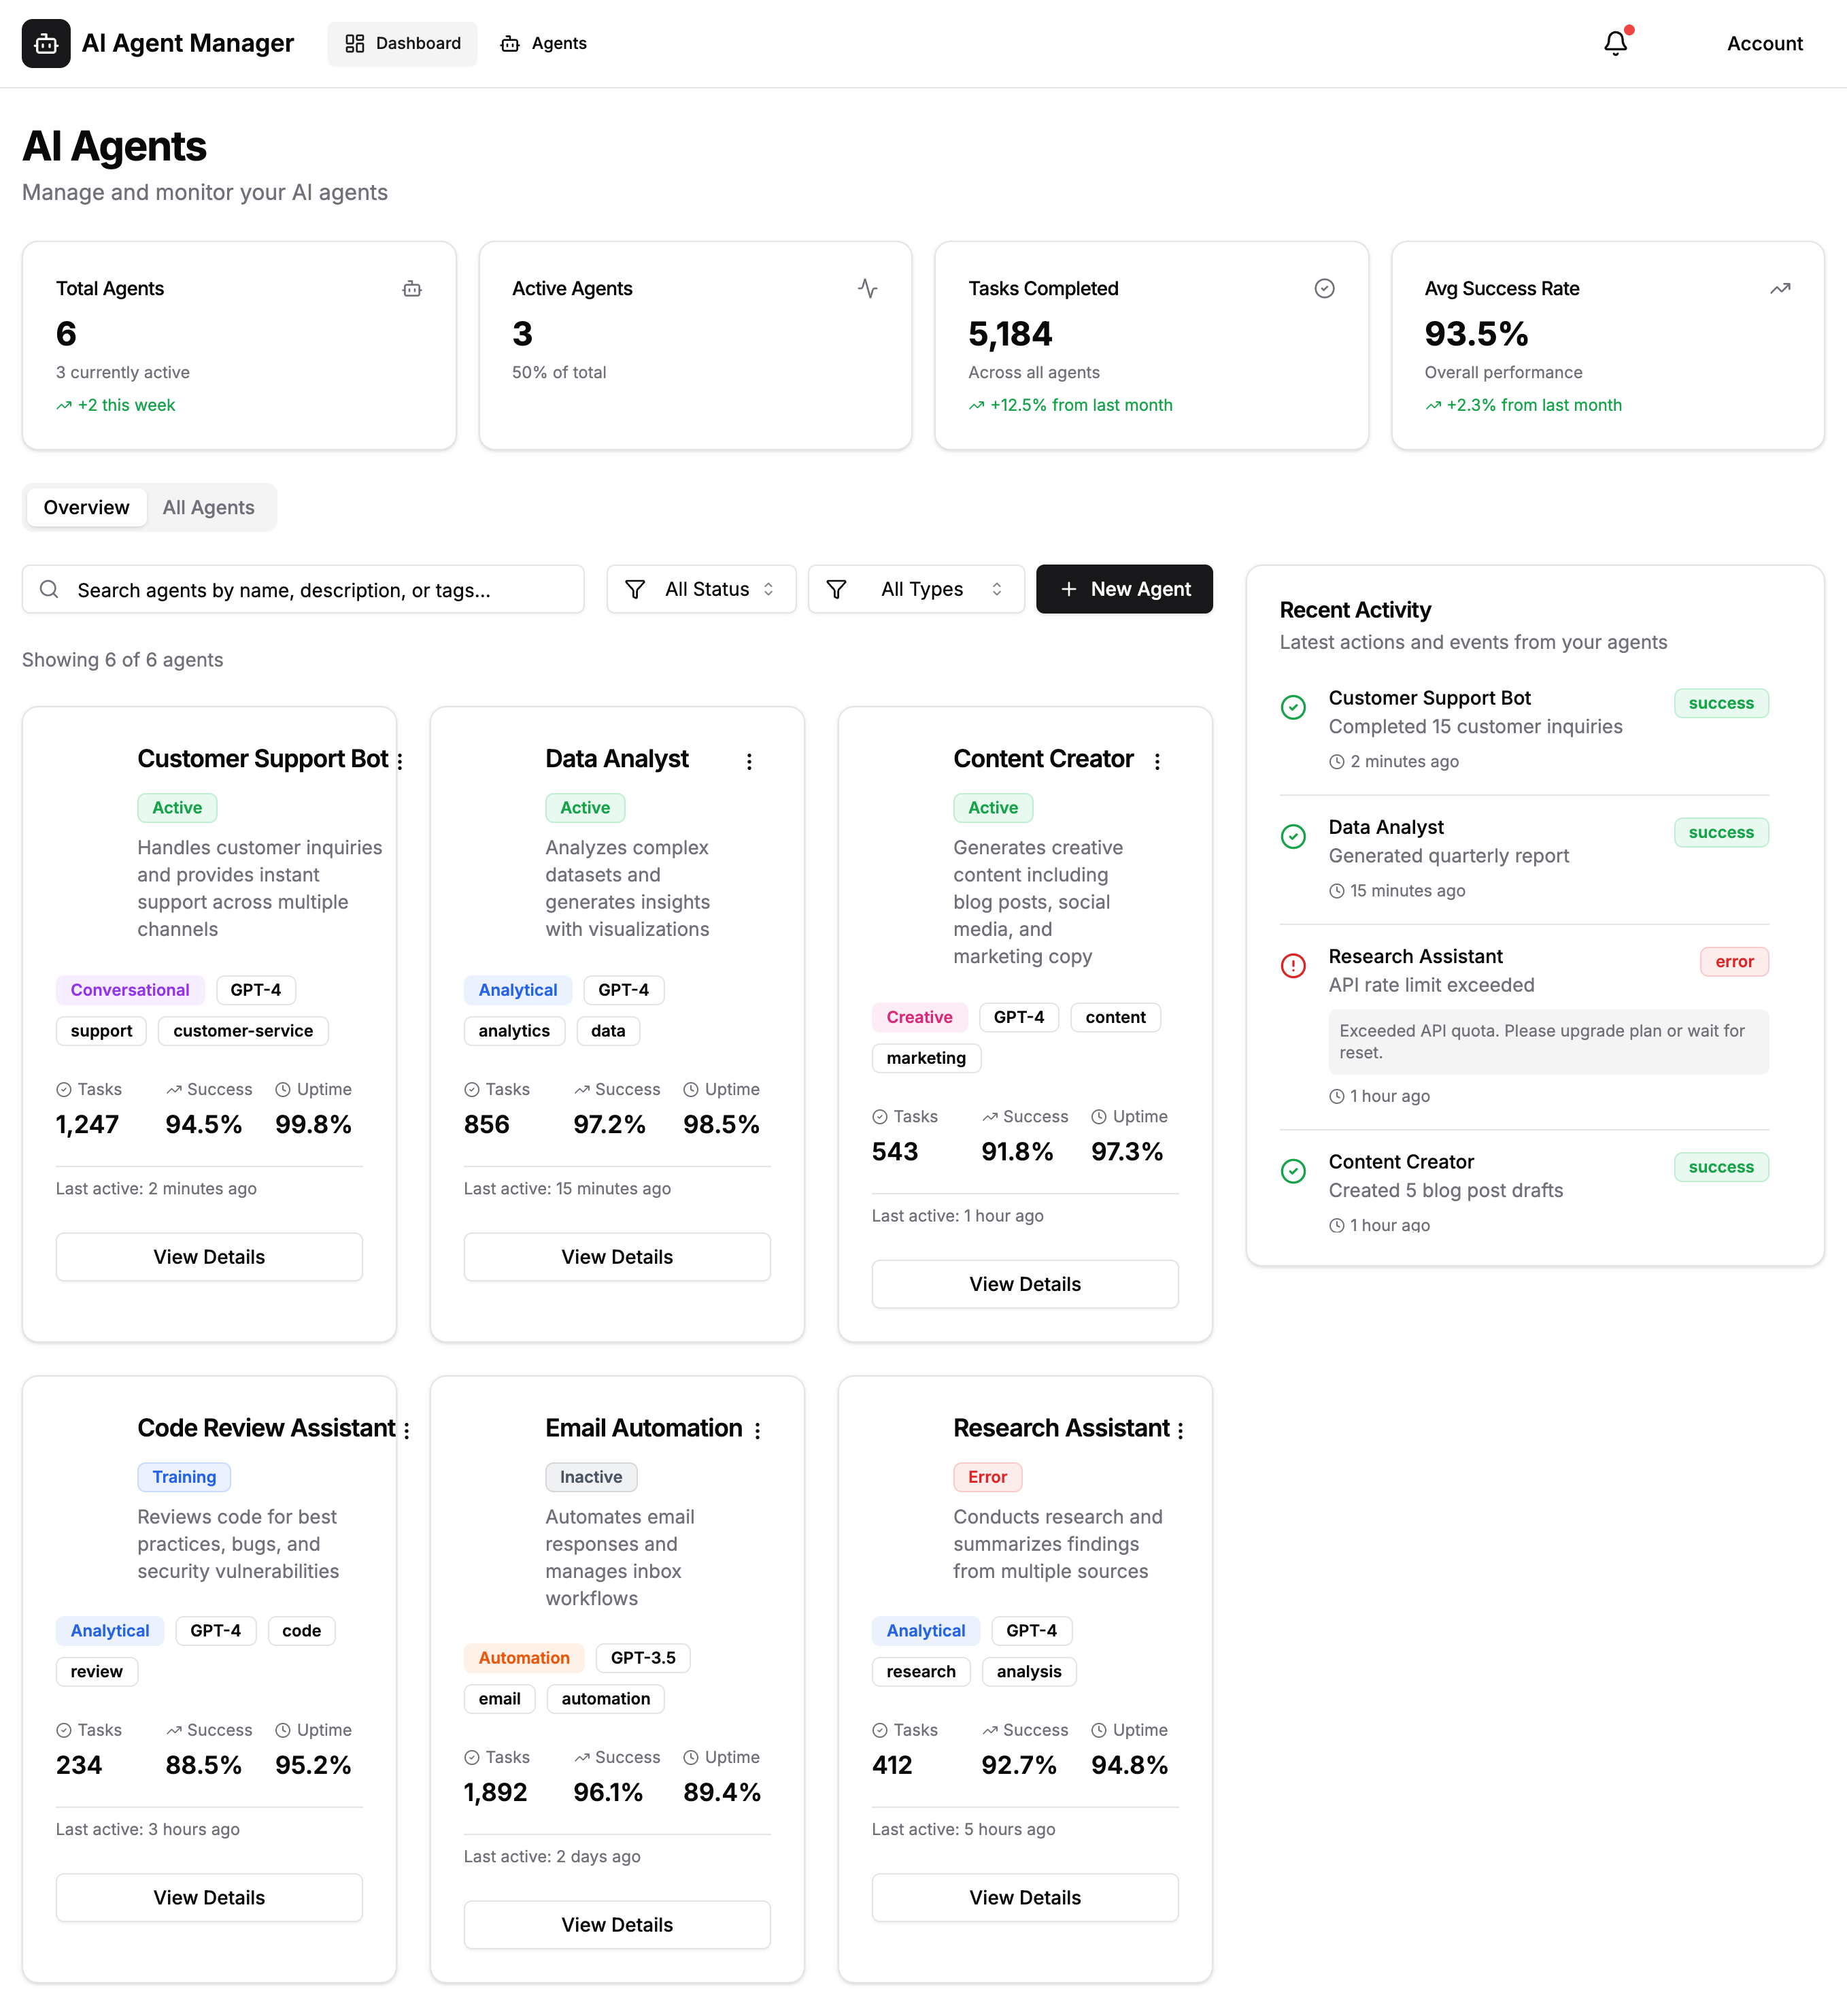 AI Agent Manager
Dashboard
Agents
Account
AI Agents
Manage and monitor your AI agents
Total Agents
6
3 currently active
+2 this week
Active Agents
3
50% of total
Tasks Completed
5,184
Across all agents
+12.5% from last month
Avg Success Rate
93.5%
Overall performance
+2.3% from last month
Overview
All Agents
Search agents by name, description, or tags...
All Status
All Types
New Agent
Showing 6 of 6 agents
Customer Support Bot
Active
Handles customer inquiries
and provides instant
support across multiple
channels
Conversational
GPT-4
support
customer-service
Tasks
Success
Uptime
1,247
94.5%
99.8%
Last active: 2 minutes ago
View Details
Data Analyst
Active
Analyzes complex
datasets and
generates insights
with visualizations
Analytical
GPT-4
analytics
data
Tasks
Success
Uptime
856
97.2%
98.5%
Last active: 15 minutes ago
View Details
Content Creator
Active
Generates creative
content including
blog posts, social
media, and
marketing copy
Creative
GPT-4
content
marketing
Tasks
Success
Uptime
543
91.8%
97.3%
Last active: 1 hour ago
View Details
Code Review Assistant
Training
Reviews code for best
practices, bugs, and
security vulnerabilities
Analytical
GPT-4
code
review
Tasks
Success
Uptime
234
88.5%
95.2%
Last active: 3 hours ago
View Details
Email Automation
Inactive
Automates email
responses and
manages inbox
workflows
Automation
GPT-3.5
email
automation
Tasks
Success
Uptime
1,892
96.1%
89.4%
Last active: 2 days ago
View Details
Research Assistant
Error
Conducts research and
summarizes findings
from multiple sources
Analytical
GPT-4
research
analysis
Tasks
Success
Uptime
412
92.7%
94.8%
Last active: 5 hours ago
View Details
Recent Activity
Latest actions and events from your agents
Customer Support Bot
success
Completed 15 customer inquiries
2 minutes ago
Data Analyst
success
Generated quarterly report
15 minutes ago
Research Assistant
error
API rate limit exceeded
Exceeded API quota. Please upgrade plan or wait for
reset.
1 hour ago
Content Creator
success
Created 5 blog post drafts
1 hour ago